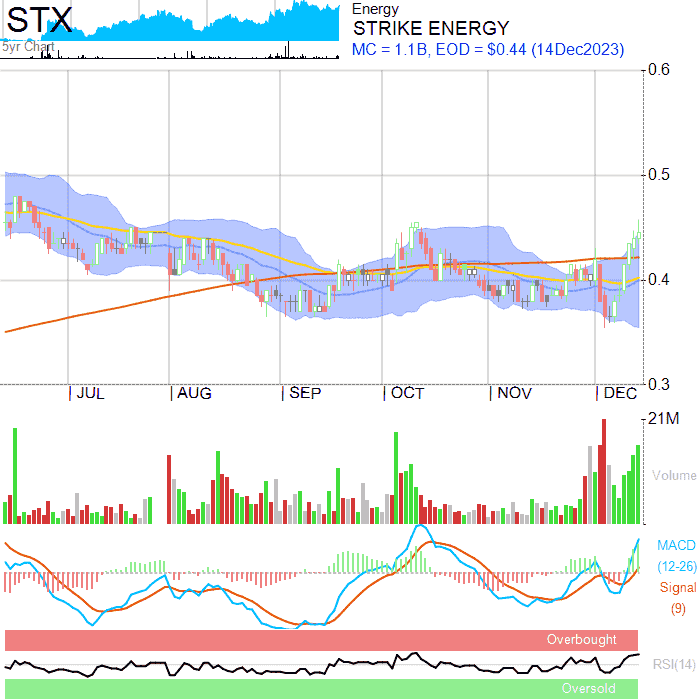 STX
5yr Chart
Energy
STRIKE ENERGY
MC = 1.1B, EOD = $0.44 (14Dec2023)
0.6
0.5
0.4
0.3
JUL
AUG
SEP
OCT
NOV
DEC
21M
Volume
MACD
(12-26)
Signal
(9)
Overbought
RSI(14)
Oversold